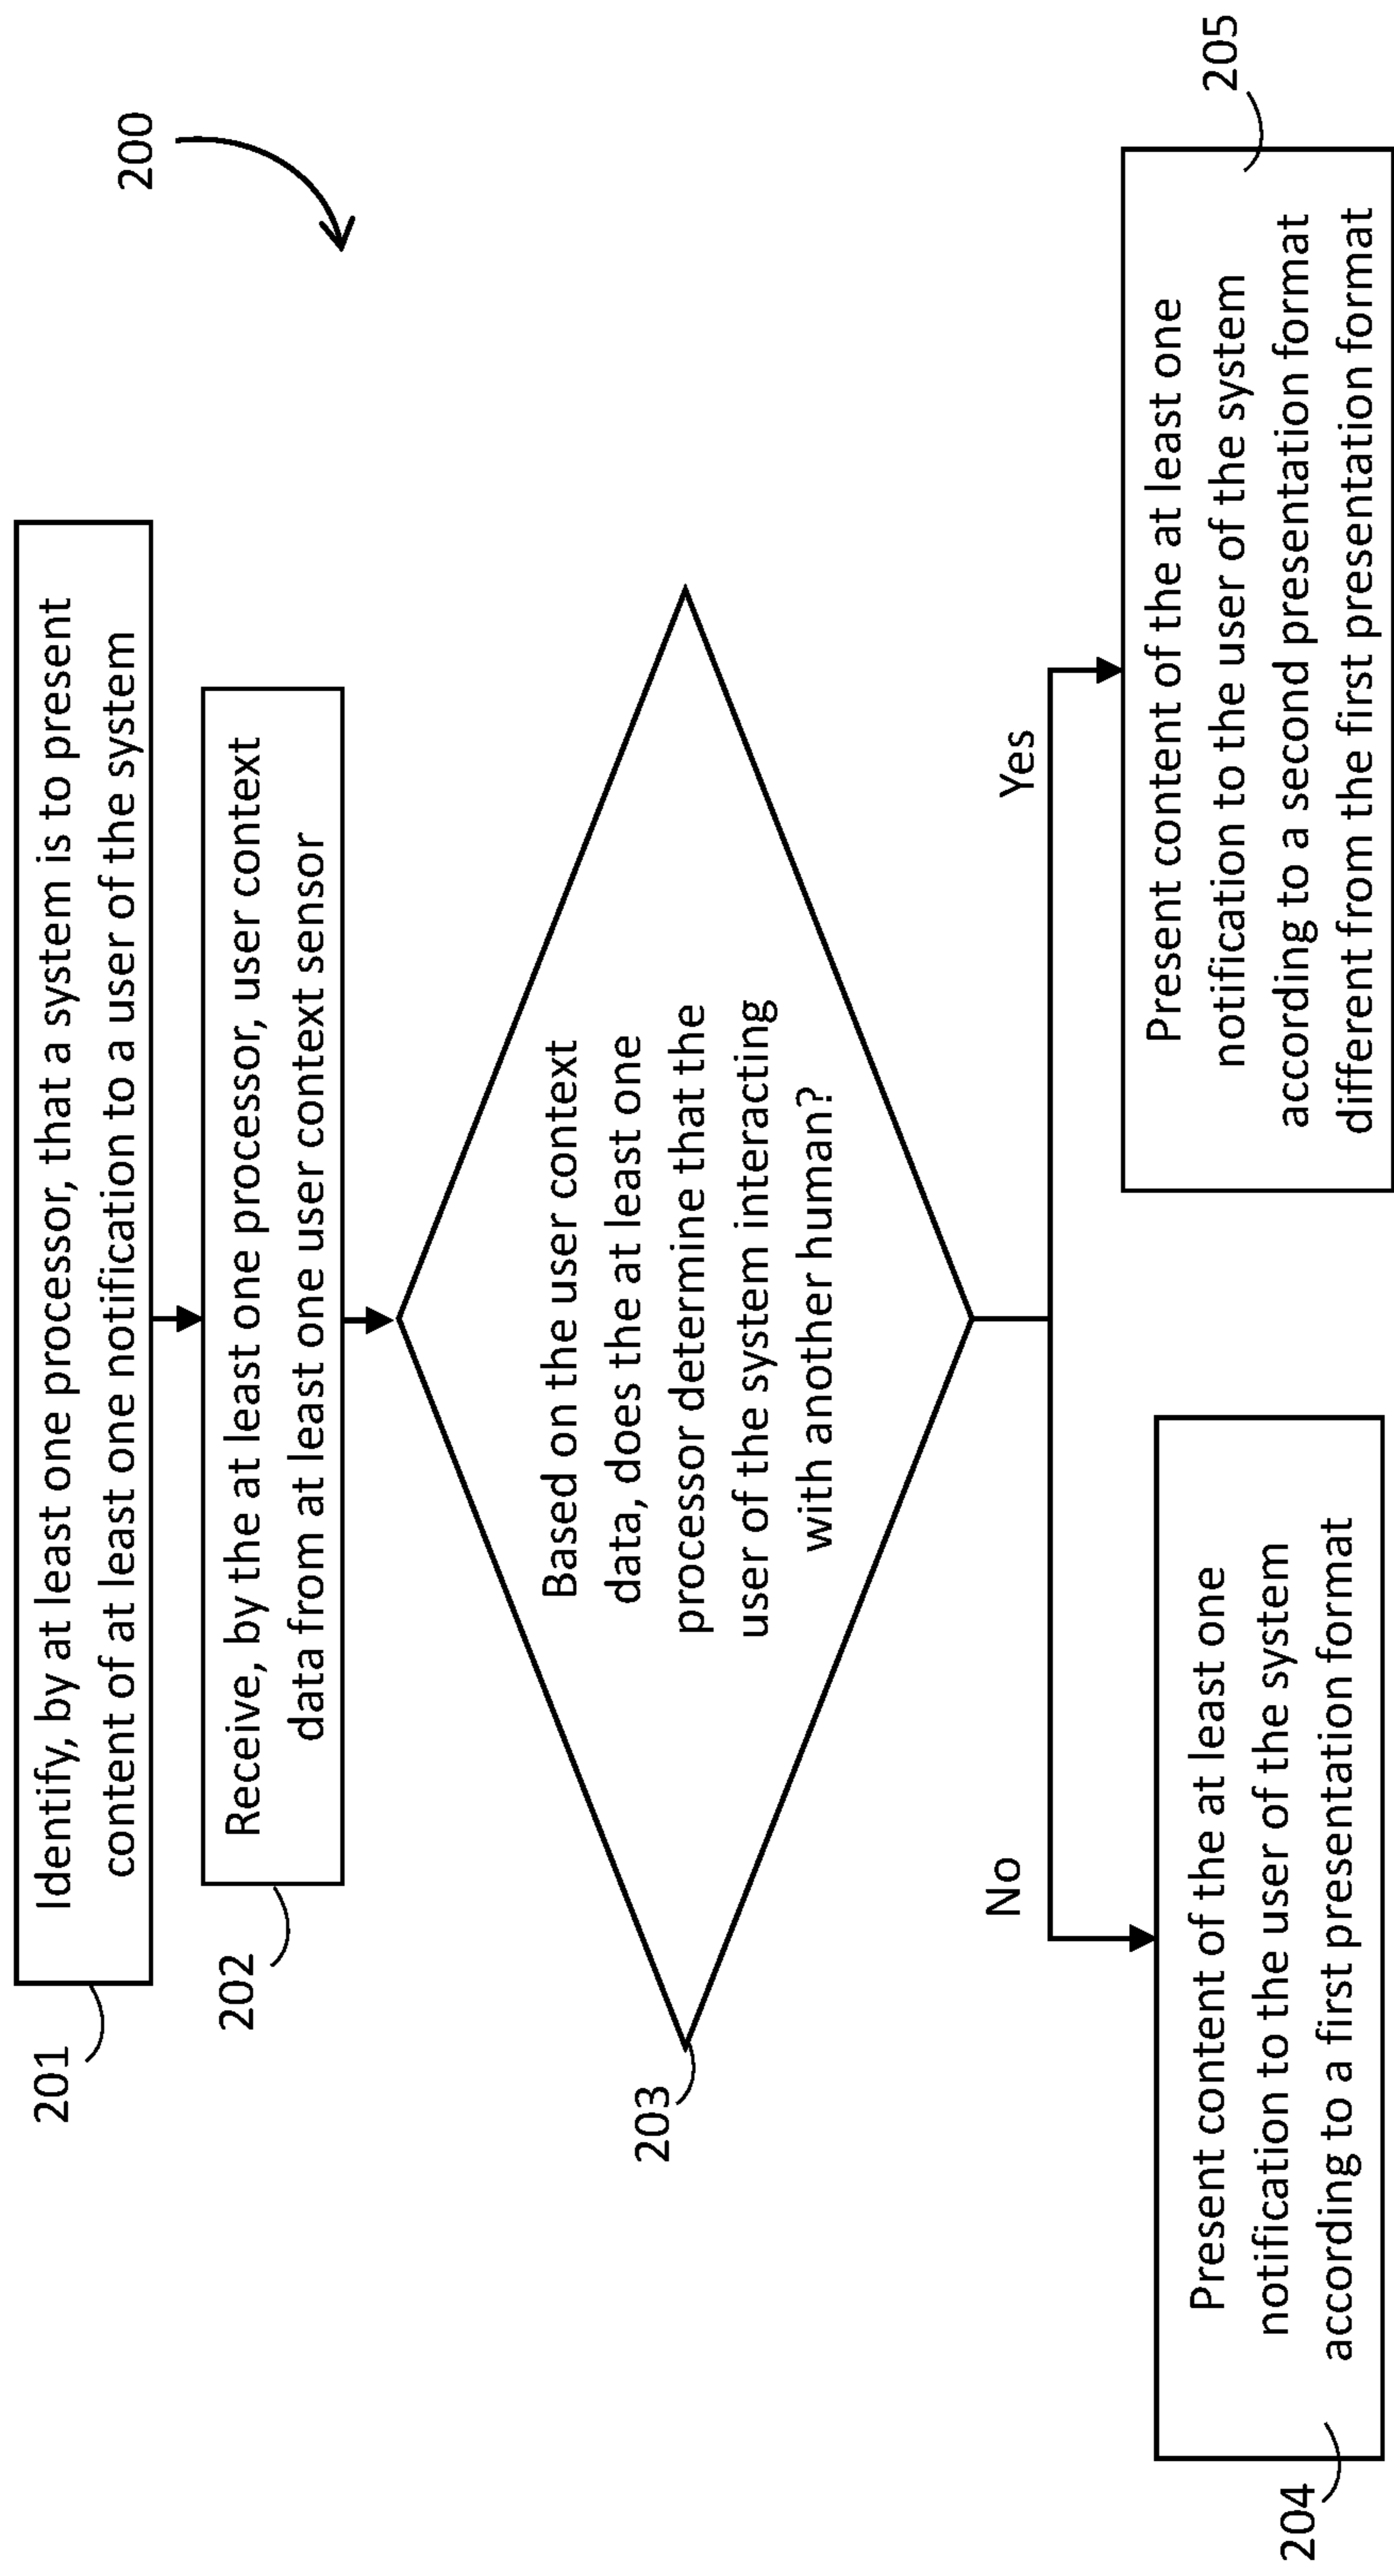 200
201
Identify, by at least one processor, that a system is to present
content of at least one notification to a user of the system
202
Receive, by the at least one processor, user context
data from at least one user context sensor
203
Based on the user context
data, does the at least one
processor determine that the
user of the system interacting
with another human?
No
Yes
204
Present content of the at least one
notification to the user of the system
according to a first presentation format
205
Present content of the at least one
notification to the user of the system
according to a second presentation format
different from the first presentation format